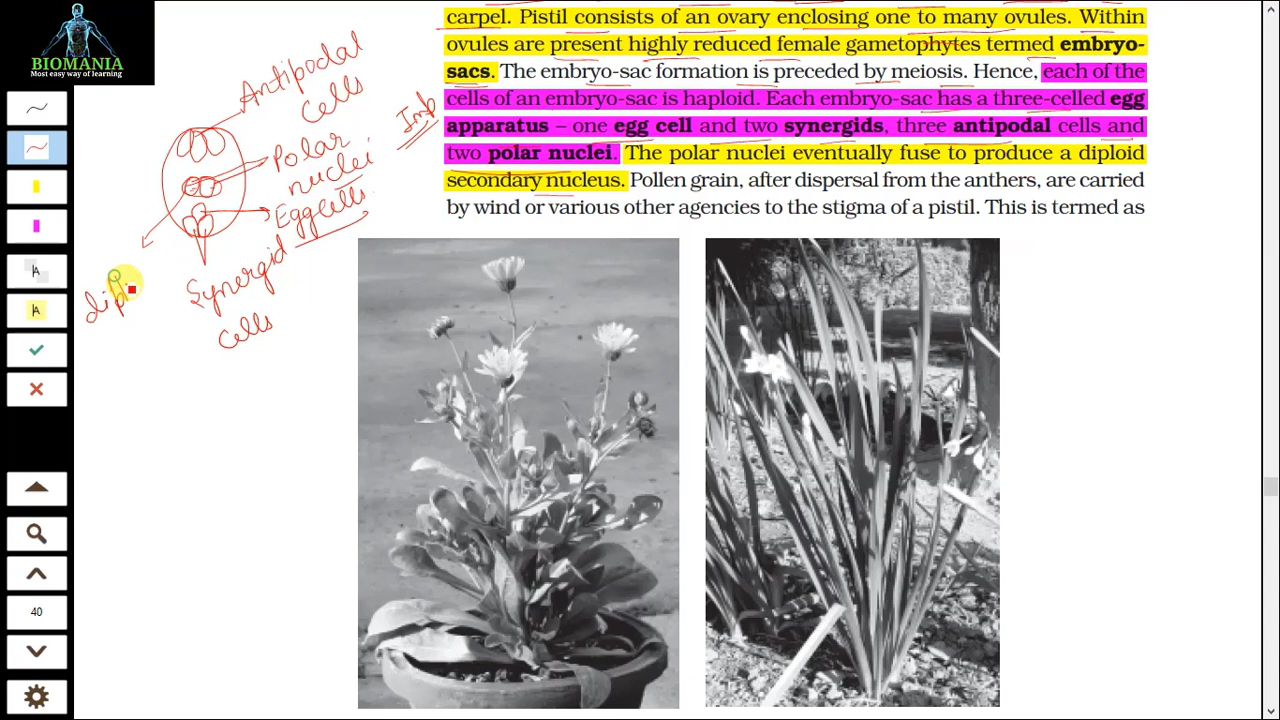 BIOMANIA
Most easy way of learning
carpel. Pistil consists of an ovary enclosing one to many ovules. Within
ovules are present highly reduced female gametophytes termed embryo-
sacs. The embryo-sac formation is preceded by meiosis. Hence, each of the
cells of an embryo-sac is haploid. Each embryo-sac has a three-celled egg
apparatus – one egg cell and two synergids, three antipodal cells and
two polar nuclei. The polar nuclei eventually fuse to produce a diploid
secondary nucleus. Pollen grain, after dispersal from the anthers, are carried
by wind or various other agencies to the stigma of a pistil. This is termed as
Antipodal
cells
Imp
Polar
nuclei
Egg cells
Synergid
cells
dipl
A
A
40